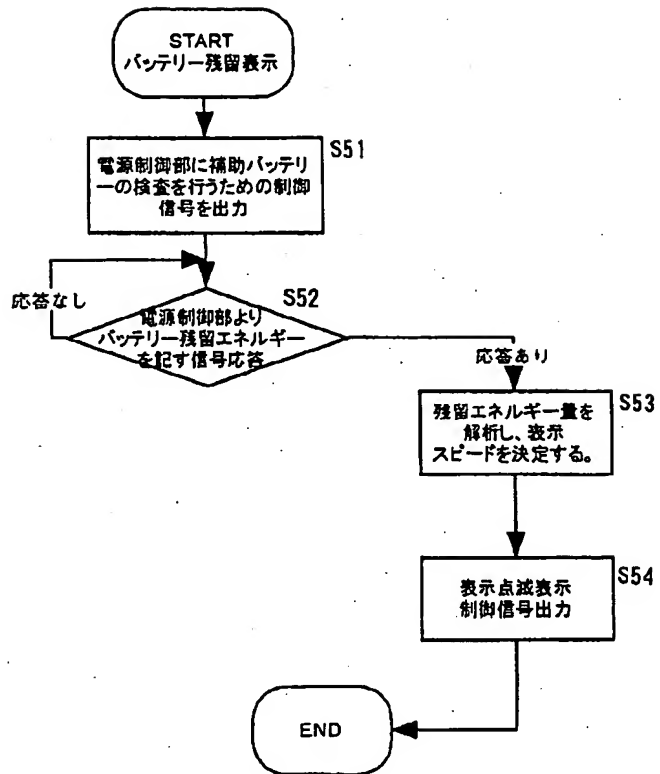 START
バッテリー残留表示
S51
電源制御部に補助バッテリ
ーの検査を行うための制御
信号を出力
S52
応答なし
電源制御部より
バッテリー残留エネルギー
を記す信号応答
応答あり
S53
残留エネルギー量を
解析し、表示
スピードを決定する。
S54
表示点滅表示
制御信号出力
END